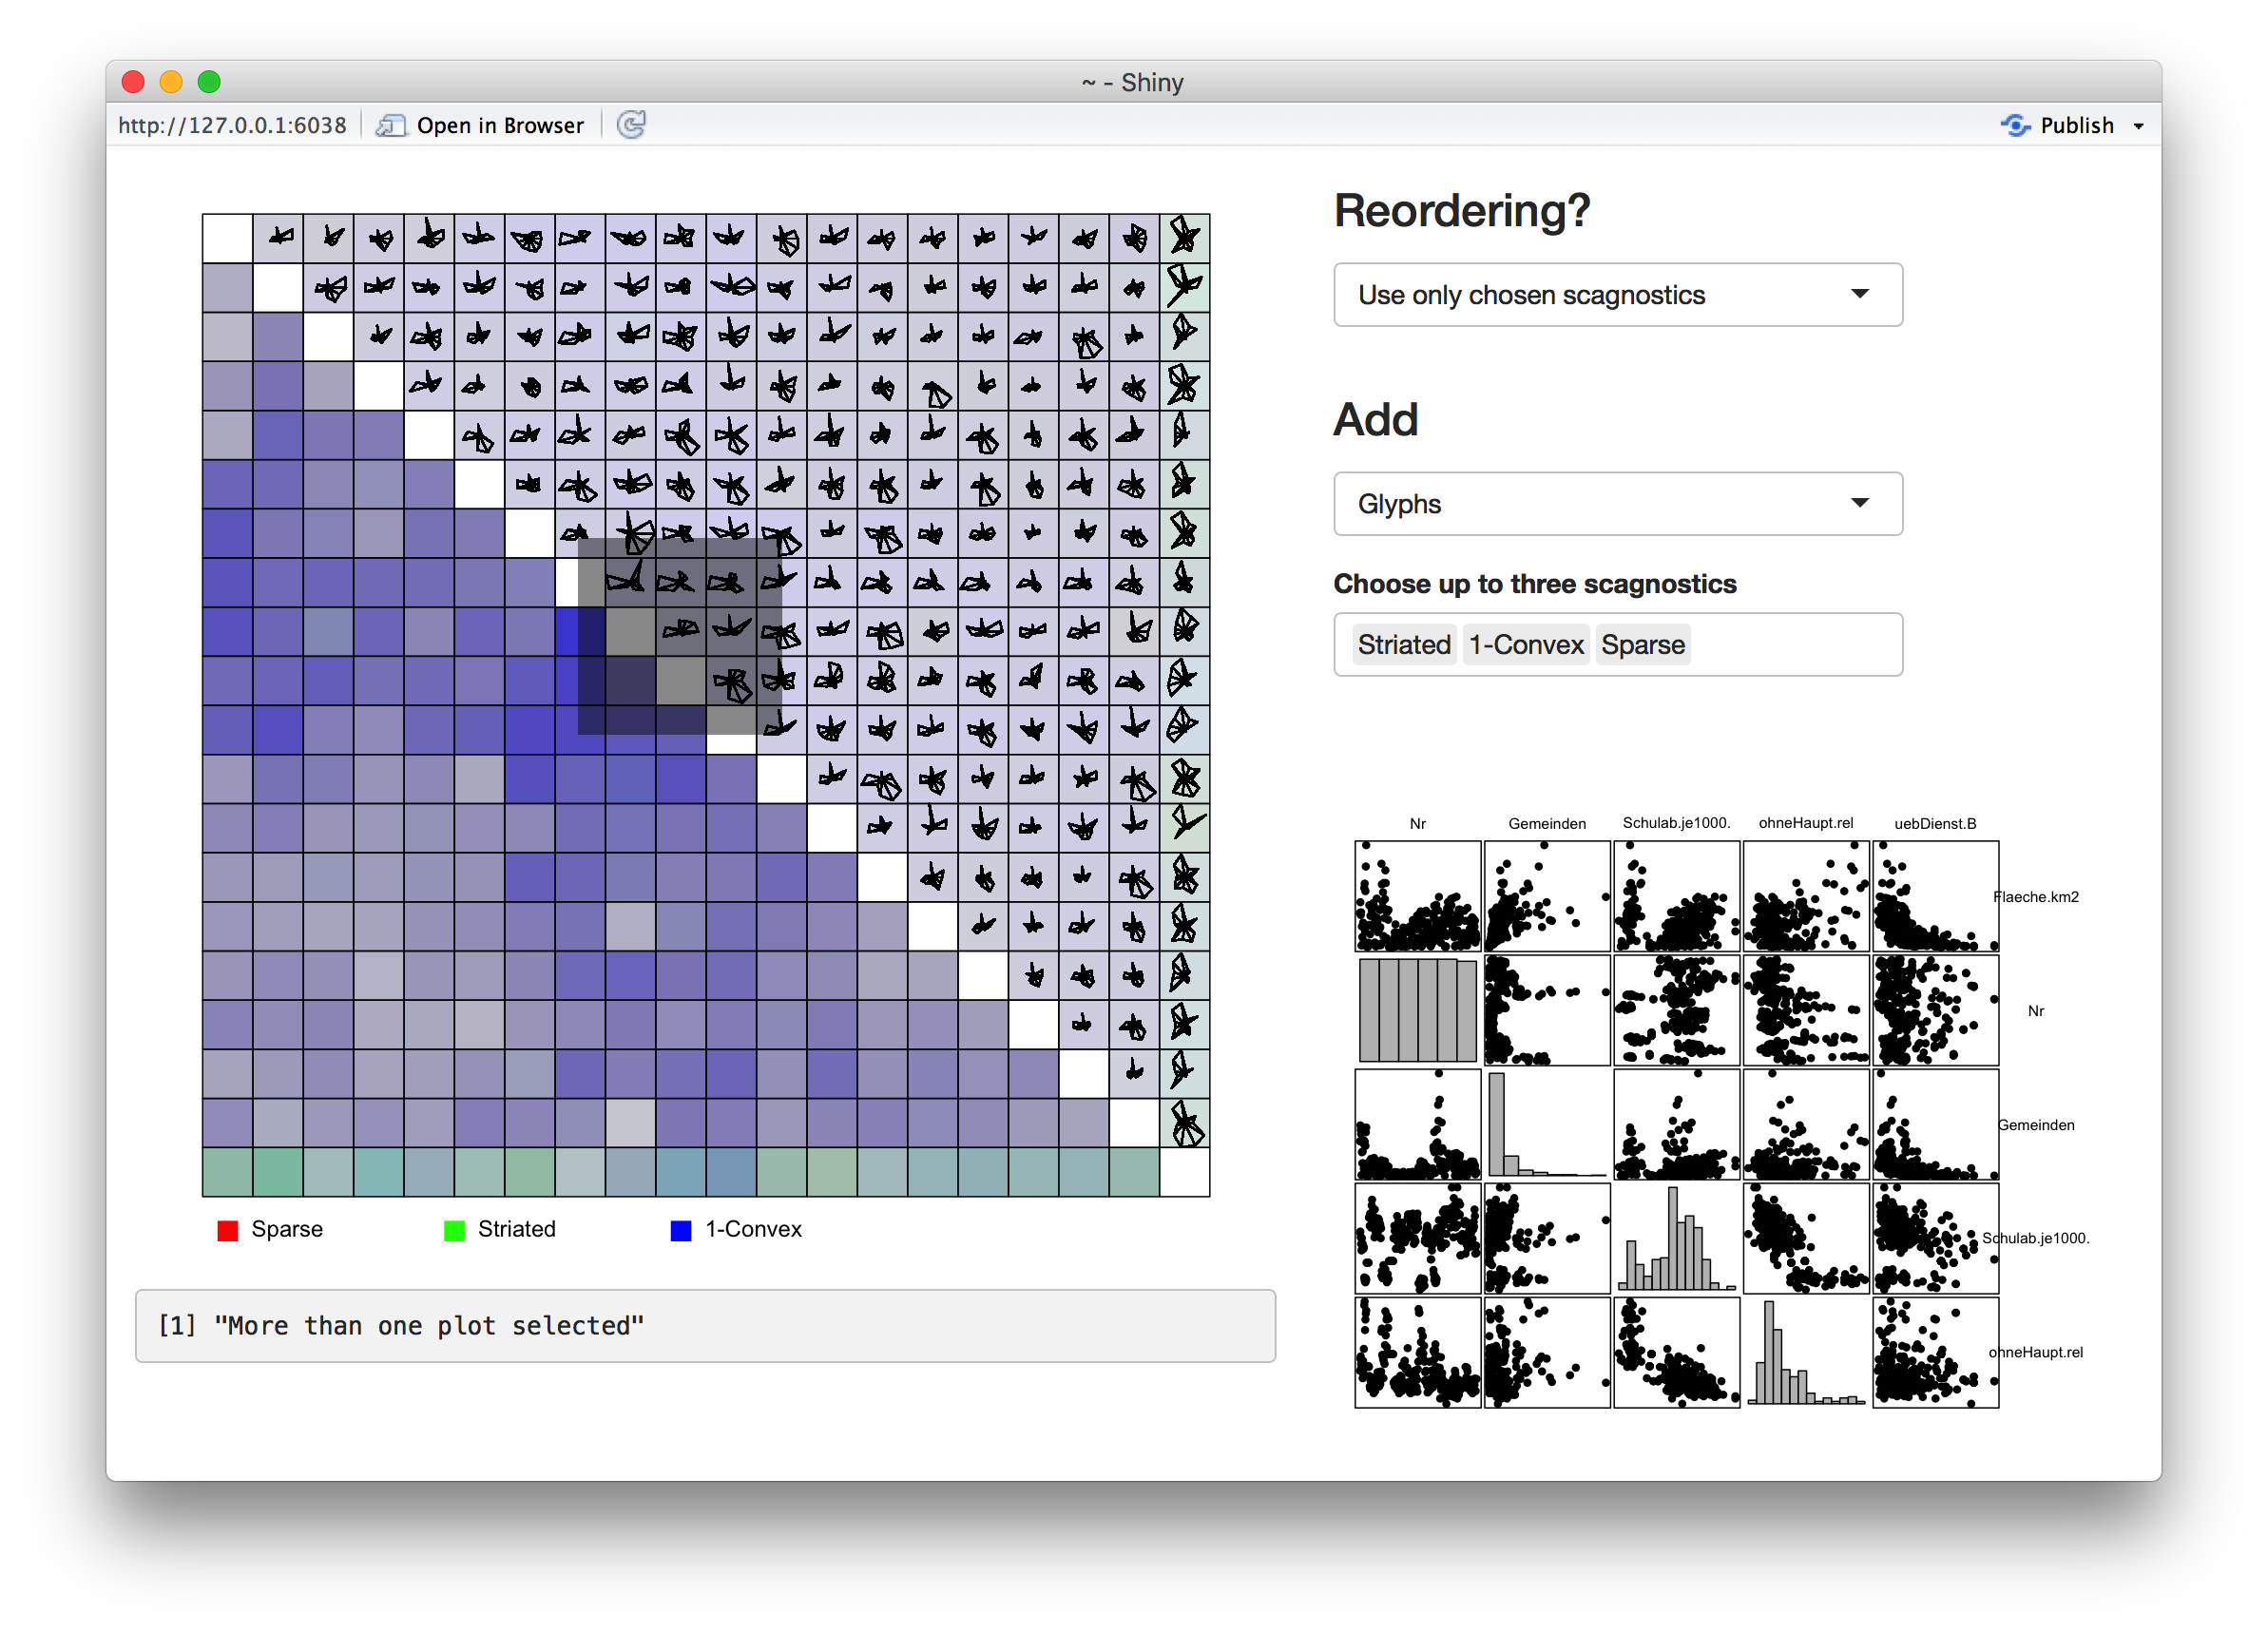 ~ - Shiny
http://127.0.0.1:6038 Open in Browser Publish
Reordering?
Use only chosen scagnostics
Add
Glyphs
Choose up to three scagnostics
Striated 1-Convex Sparse
Sparse Striated 1-Convex
[1] "More than one plot selected"
Nr Gemeinden Schulab.je1000. ohneHaupt.rel uebDienst.B
Flaeche.km2
Nr
Gemeinden
Schulab.je1000.
ohneHaupt.rel